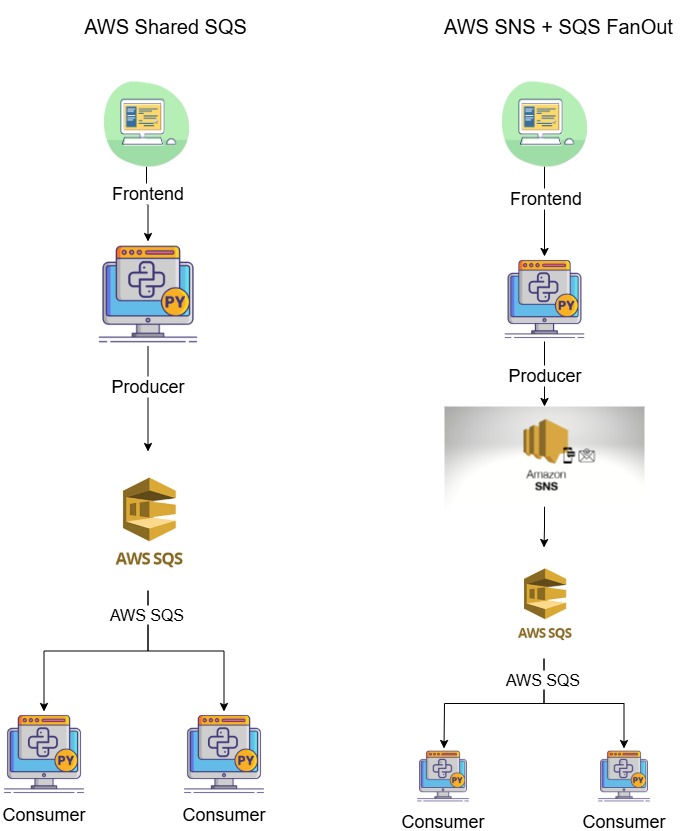 AWS Shared SQS
AWS SNS + SQS FanOut
Frontend
Frontend
PY
PY
Producer
Producer
Amazon
SNS
AWS SQS
AWS SQS
AWS SQS
AWS SQS
PY
PY
PY
PY
Consumer
Consumer
Consumer
Consumer